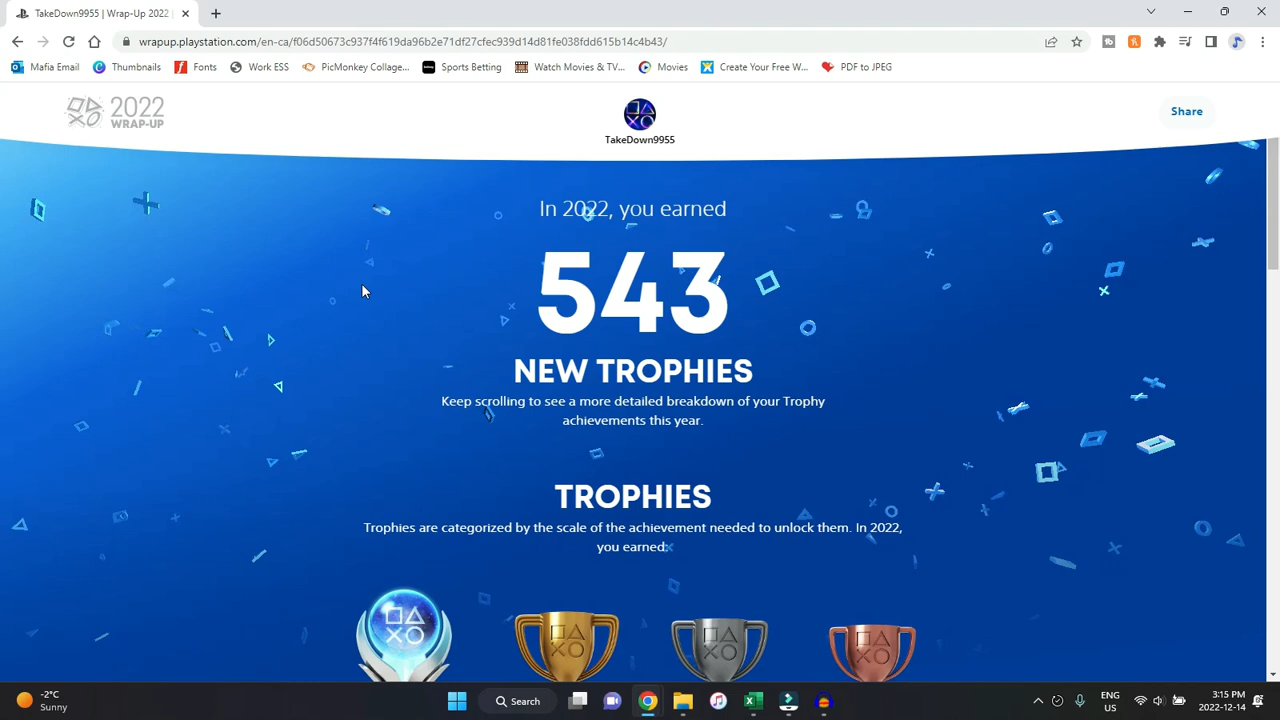 TakeDown9955 | Wrap-Up 2022 |
wrapup.playstation.com/en-ca/f06d50673c937f4f619da96b2e71df27cfec939d14d81fe038fdd615b14c4b43/
Mafia Email
Thumbnails
Fonts
Work ESS
PicMonkey Collage...
Sports Betting
Watch Movies & TV...
Movies
Create Your Free W...
PDF to JPEG
2022
WRAP-UP
TakeDown9955
Share
In 2022, you earned
543
NEW TROPHIES
Keep scrolling to see a more detailed breakdown of your Trophy
achievements this year.
TROPHIES
Trophies are categorized by the scale of the achievement needed to unlock them. In 2022,
you earned:
-2°C
Sunny
Search
ENG
US
3:15 PM
2022-12-14